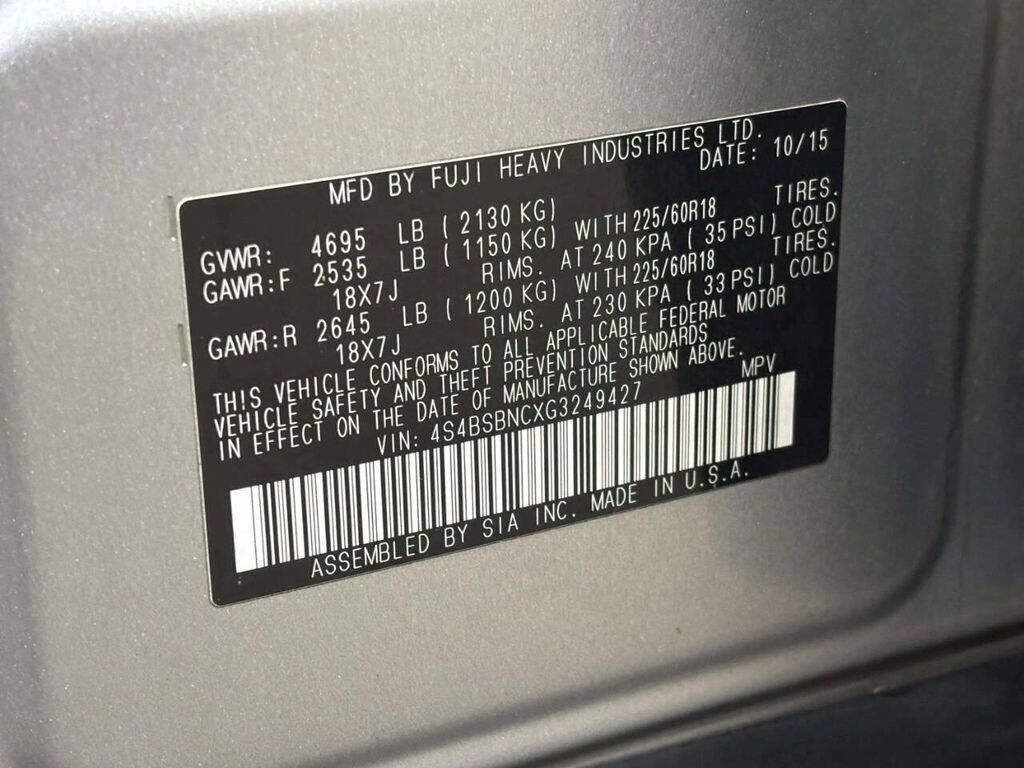 MFD BY FUJI HEAVY INDUSTRIES LTD.
DATE: 10/15
GVWR: 4695 LB ( 2130 KG)
GAWR:F 2535 LB ( 1150 KG) WITH 225/60R18 TIRES.
18X7J RIMS. AT 240 KPA ( 35 PSI) COLD
GAWR:R 2645 LB ( 1200 KG) WITH 225/60R18 TIRES.
18X7J RIMS. AT 230 KPA ( 33 PSI) COLD
THIS VEHICLE CONFORMS TO ALL APPLICABLE FEDERAL MOTOR
VEHICLE SAFETY AND THEFT PREVENTION STANDARDS
IN EFFECT ON THE DATE OF MANUFACTURE SHOWN ABOVE.
VIN: 4S4BSBNCXG3249427 MPV
ASSEMBLED BY SIA INC. MADE IN U.S.A.